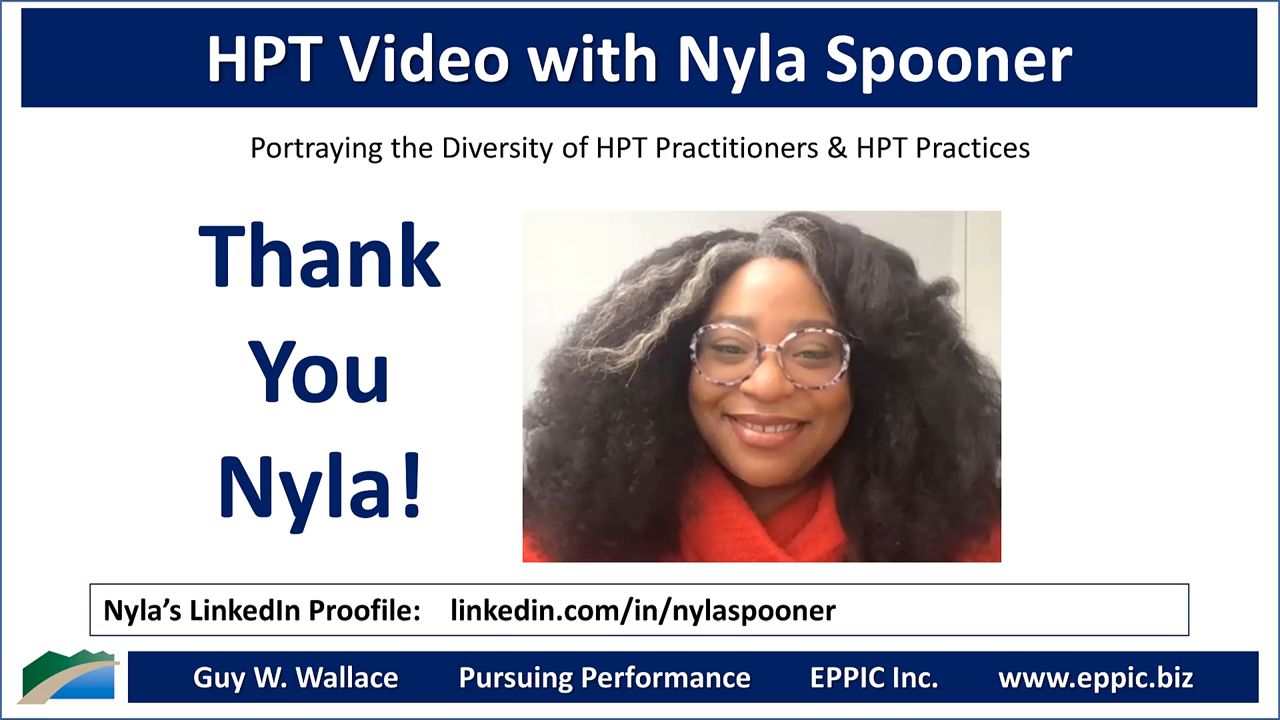 HPT Video with Nyla Spooner
Portraying the Diversity of HPT Practitioners & HPT Practices
Thank
You
Nyla!
Nyla’s LinkedIn Proofile: linkedin.com/in/nylaspooner
Guy W. Wallace Pursuing Performance EPPIC Inc. www.eppic.biz